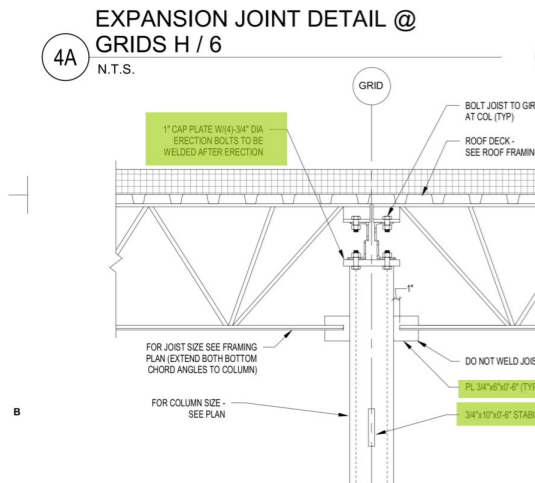 EXPANSION JOINT DETAIL @
GRIDS H / 6
4A
N.T.S.
GRID
1" CAP PLATE W/(4)-3/4" DIA
ERECTION BOLTS TO BE
WELDED AFTER ERECTION
BOLT JOIST TO GIR
AT COL (TYP)
ROOF DECK -
SEE ROOF FRAMIN
1"
FOR JOIST SIZE SEE FRAMING
PLAN (EXTEND BOTH BOTTOM
CHORD ANGLES TO COLUMN)
DO NOT WELD JOIS
PL 3/4"x6"x0'-6" (TYP
FOR COLUMN SIZE -
SEE PLAN
3/4"x10"x0'-6" STABI
B